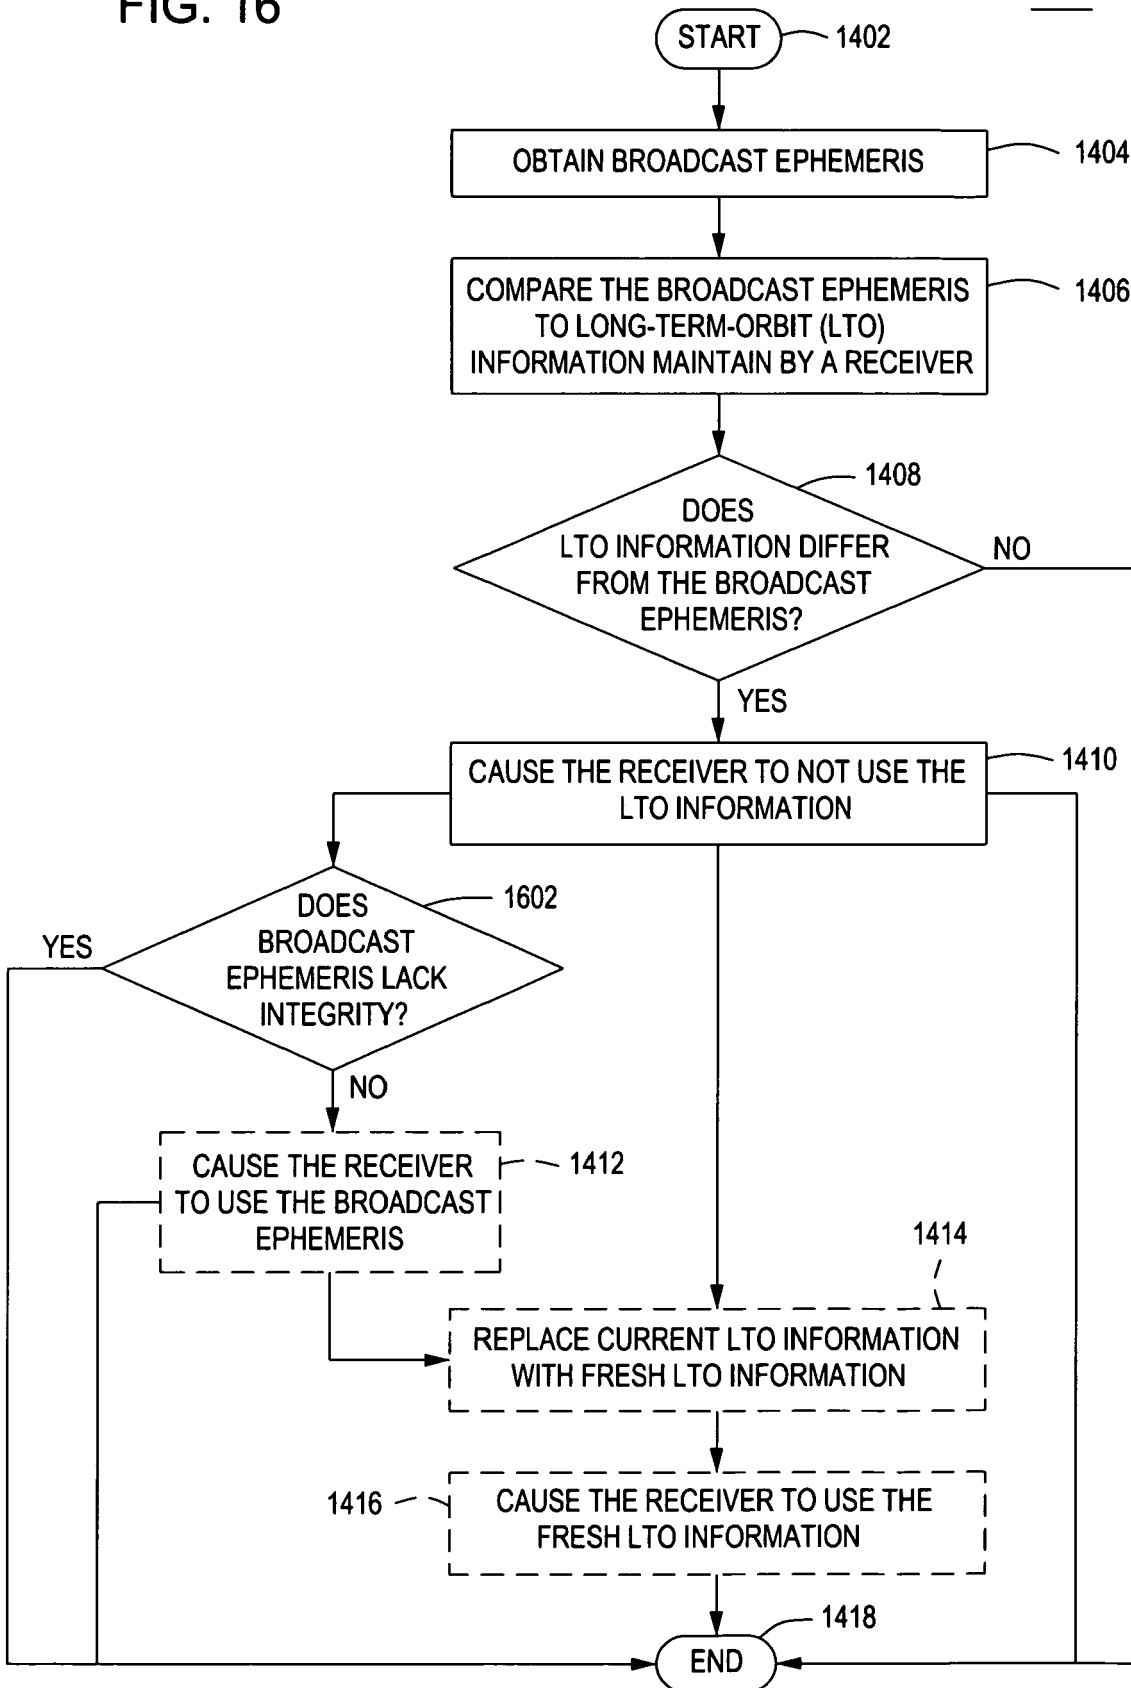 FIG. 16
START
1402
OBTAIN BROADCAST EPHEMERIS
1404
COMPARE THE BROADCAST EPHEMERIS
TO LONG-TERM-ORBIT (LTO)
INFORMATION MAINTAIN BY A RECEIVER
1406
1408
DOES
LTO INFORMATION DIFFER
FROM THE BROADCAST
EPHEMERIS?
NO
YES
CAUSE THE RECEIVER TO NOT USE THE
LTO INFORMATION
1410
1602
DOES
BROADCAST
EPHEMERIS LACK
INTEGRITY?
YES
NO
CAUSE THE RECEIVER
TO USE THE BROADCAST
EPHEMERIS
1412
1414
REPLACE CURRENT LTO INFORMATION
WITH FRESH LTO INFORMATION
1416
CAUSE THE RECEIVER TO USE THE
FRESH LTO INFORMATION
1418
END